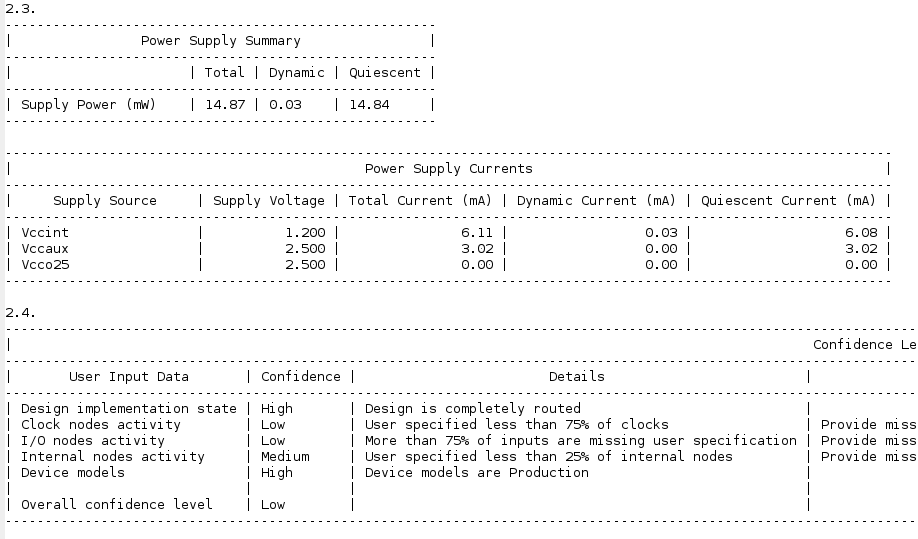 2.3.
--------------------------------------------------------
|                Power Supply Summary                |
--------------------------------------------------------
|                      | Total | Dynamic | Quiescent |
--------------------------------------------------------
| Supply Power (mW)    | 14.87 | 0.03    | 14.84     |
--------------------------------------------------------
---------------------------------------------------------------------------------------------------------------
|                                            Power Supply Currents                                            |
---------------------------------------------------------------------------------------------------------------
|     Supply Source     | Supply Voltage | Total Current (mA) | Dynamic Current (mA) | Quiescent Current (mA) |
---------------------------------------------------------------------------------------------------------------
| Vccint                |          1.200 |               6.11 |                 0.03 |                   6.08 |
| Vccaux                |          2.500 |               3.02 |                 0.00 |                   3.02 |
| Vcco25                |          2.500 |               0.00 |                 0.00 |                   0.00 |
---------------------------------------------------------------------------------------------------------------
2.4.
------------------------------------------------------------------------------------------------------------------
|                                                                                                    Confidence Le
------------------------------------------------------------------------------------------------------------------
|       User Input Data       | Confidence |                        Details                        |
------------------------------------------------------------------------------------------------------------------
| Design implementation state | High       | Design is completely routed                           |
| Clock nodes activity        | Low        | User specified less than 75% of clocks                | Provide miss
| I/O nodes activity          | Low        | More than 75% of inputs are missing user specification | Provide miss
| Internal nodes activity     | Medium     | User specified less than 25% of internal nodes        | Provide miss
| Device models               | High       | Device models are Production                          |
|                             |            |                                                       |
| Overall confidence level    | Low        |                                                       |
------------------------------------------------------------------------------------------------------------------